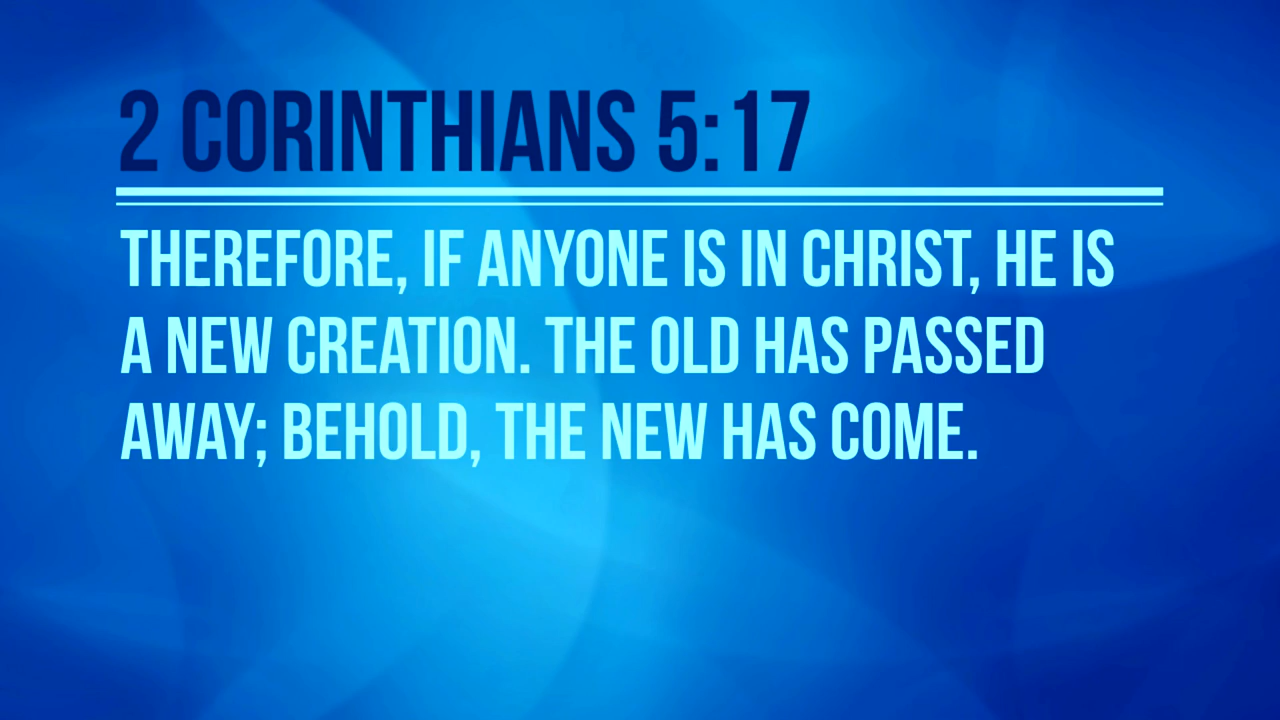 2 CORINTHIANS 5:17
THEREFORE, IF ANYONE IS IN CHRIST, HE IS
A NEW CREATION. THE OLD HAS PASSED
AWAY; BEHOLD, THE NEW HAS COME.